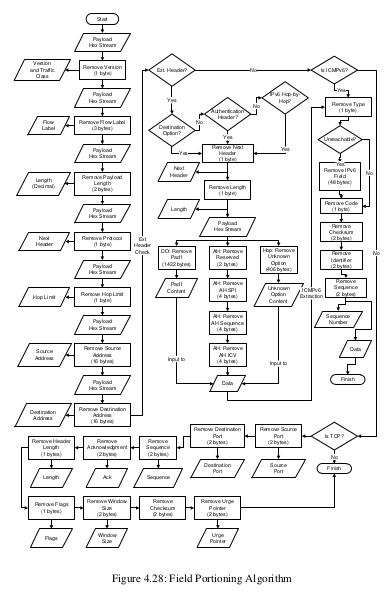 Start
Payload
Hex Stream
Remove Version
(1 byte)
Version
and Traffic
Class
Payload
Hex Stream
Remove Flow Label
(3 bytes)
Flow
Label
Payload
Hex Stream
Remove Payload
Length
(2 bytes)
Length
(Decimal)
Payload
Hex Stream
Remove Protocol
(1 byte)
Next
Header
Payload
Hex Stream
Remove Hop Limit
(1 byte)
Hop Limit
Payload
Hex Stream
Remove Source
Address
(16 bytes)
Source
Address
Payload
Hex Stream
Remove Destination
Address
(16 bytes)
Destination
Address
Ext
Header
Check
Ext. Header?
No
Yes
Destination
Option?
No
Authentication
Header?
No
IPv6 Hop-by-
Hop?
Yes
Yes
Yes
Remove Next
Header
(1 byte)
Next
Header
Remove Length
(1 byte)
Length
Payload
Hex Stream
DO: Remove
Pad1
(1422 bytes)
Pad1
Content
AH: Remove
Reserved
(2 bytes)
AH: Remove
AH SPI
(4 bytes)
AH: Remove
AH Sequence
(4 bytes)
AH: Remove
AH ICV
(4 bytes)
Hop: Remove
Unknown
Option
(406 bytes)
Unknown
Option
Content
Input to
Input to
Data
ICMPv6
Extraction
Is ICMPv6?
Yes
No
Remove Type
(1 byte)
Unreachable?
Yes
No
Remove IPv6
Field
(48 bytes)
Remove Code
(1 byte)
Remove
Checksum
(2 bytes)
Remove
Identifier
(2 bytes)
Remove
Sequence
(2 bytes)
Sequence
Number
Data
Finish
Is TCP?
No
Finish
Remove Source
Port
(2 bytes)
Source
Port
Remove Destination
Port
(2 bytes)
Destination
Port
Remove
Sequence
(2 bytes)
Sequence
Remove
Acknowledgment
(2 bytes)
Ack
Remove Header
Length
(1 bytes)
Length
Remove Flags
(1 bytes)
Flags
Remove Window
Size
(2 bytes)
Window
Size
Remove
Checksum
(2 bytes)
Remove Urge
Pointer
(2 bytes)
Urge
Pointer
Figure 4.28: Field Portioning Algorithm